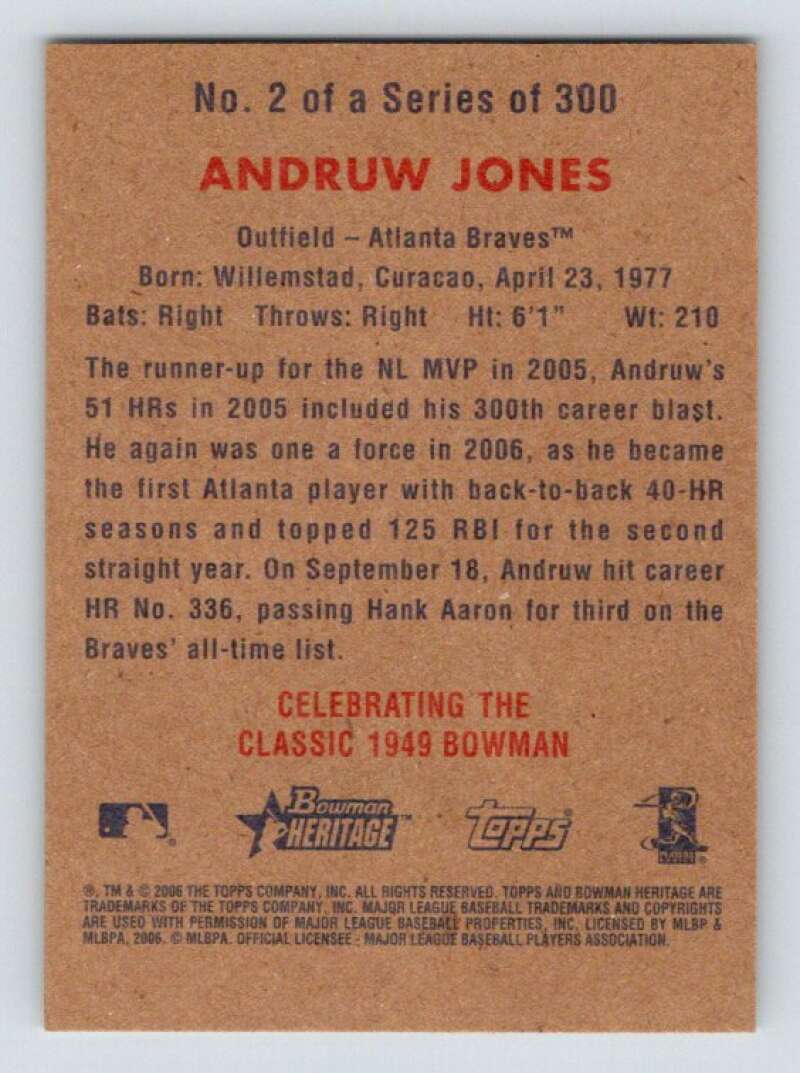 No. 2 of a Series of 300
ANDRUW JONES
Outfield – Atlanta Braves™
Born: Willemstad, Curacao, April 23, 1977
Bats: Right Throws: Right Ht: 6'1" Wt: 210
The runner-up for the NL MVP in 2005, Andruw's
51 HRs in 2005 included his 300th career blast.
He again was one a force in 2006, as he became
the first Atlanta player with back-to-back 40-HR
seasons and topped 125 RBI for the second
straight year. On September 18, Andruw hit career
HR No. 336, passing Hank Aaron for third on the
Braves' all-time list.
CELEBRATING THE
CLASSIC 1949 BOWMAN
Bowman
HERITAGE™
topps®
PLAYERS
®, TM & © 2006 THE TOPPS COMPANY, INC. ALL RIGHTS RESERVED. TOPPS AND BOWMAN HERITAGE ARE
TRADEMARKS OF THE TOPPS COMPANY, INC. MAJOR LEAGUE BASEBALL TRADEMARKS AND COPYRIGHTS
ARE USED WITH PERMISSION OF MAJOR LEAGUE BASEBALL PROPERTIES, INC. LICENSED BY MLBP &
MLBPA, 2006. © MLBPA. OFFICIAL LICENSEE - MAJOR LEAGUE BASEBALL PLAYERS ASSOCIATION.